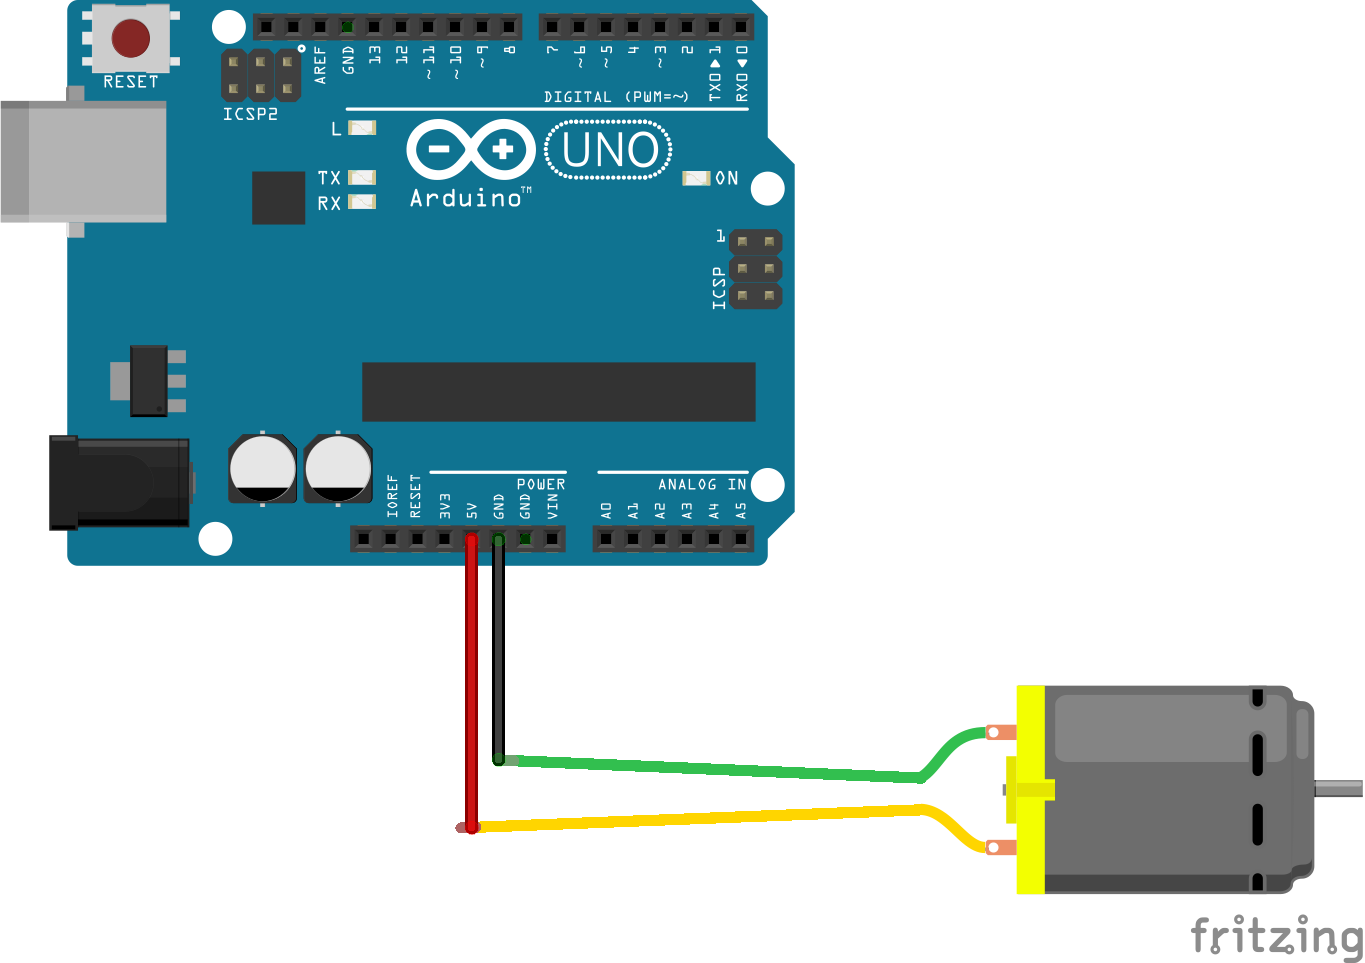 RESET
ICSP2
AREF
GND
13
12
~11
~10
~9
8
7
~6
~5
4
~3
2
TX0▶1
RX0◀0
DIGITAL (PWM=~)
L
TX
RX
Arduino™
UNO
ON
1
ICSP
POWER
ANALOG IN
IOREF
RESET
3V3
5V
GND
GND
VIN
A0
A1
A2
A3
A4
A5
fritzing